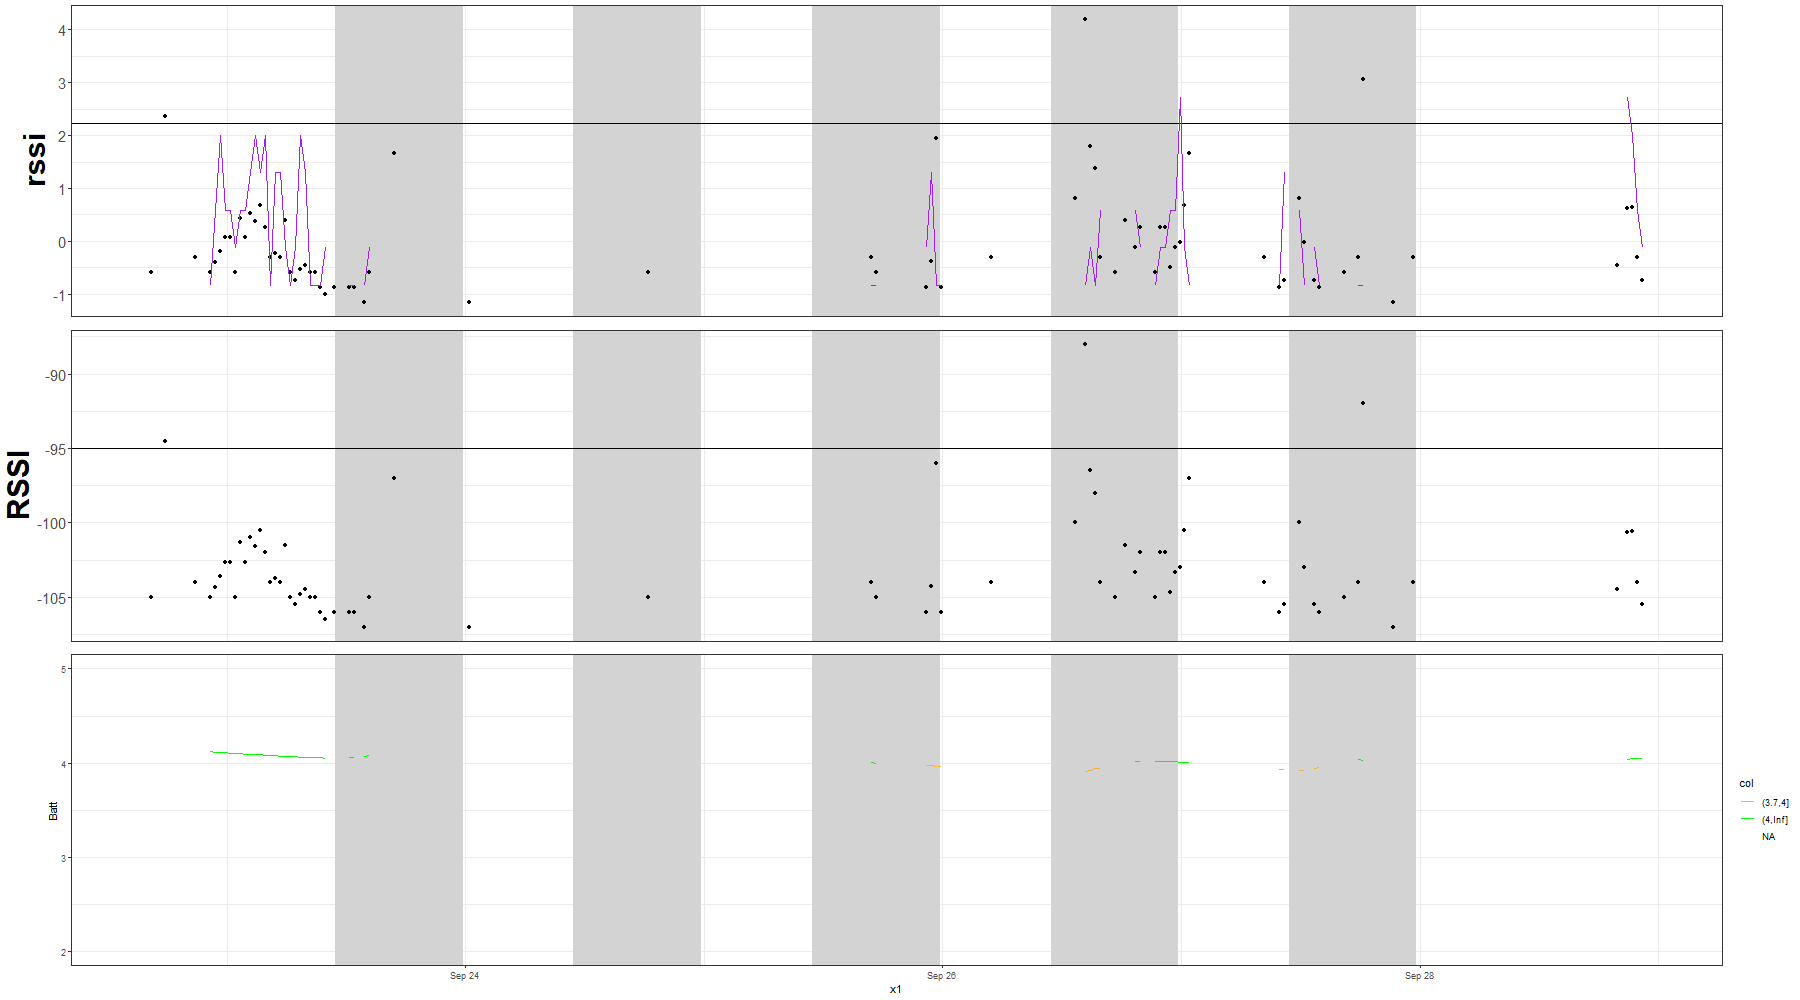 rssi
4
3
2
1
0
-1
RSSI
-90
-95
-100
-105
Batt
5
4
3
2
Sep 24
Sep 26
Sep 28
x1
col
(3.7,4]
(4,Inf]
NA